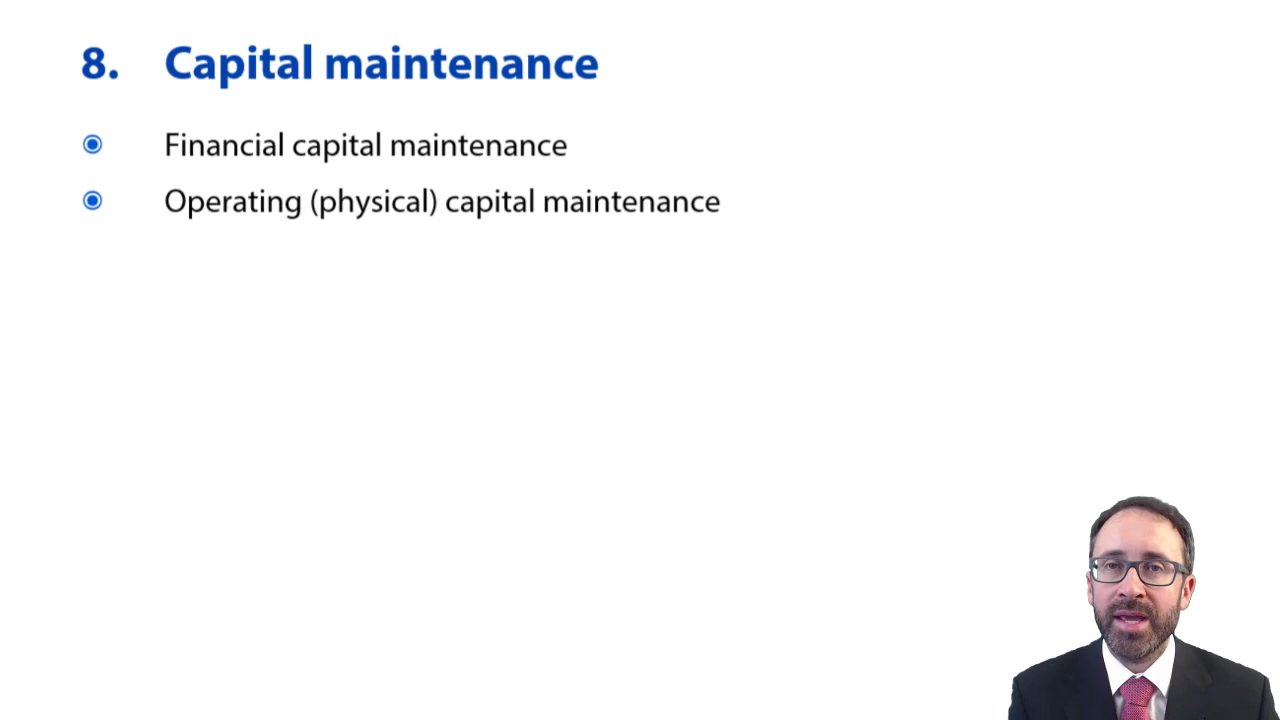 8. Capital maintenance
Financial capital maintenance
Operating (physical) capital maintenance